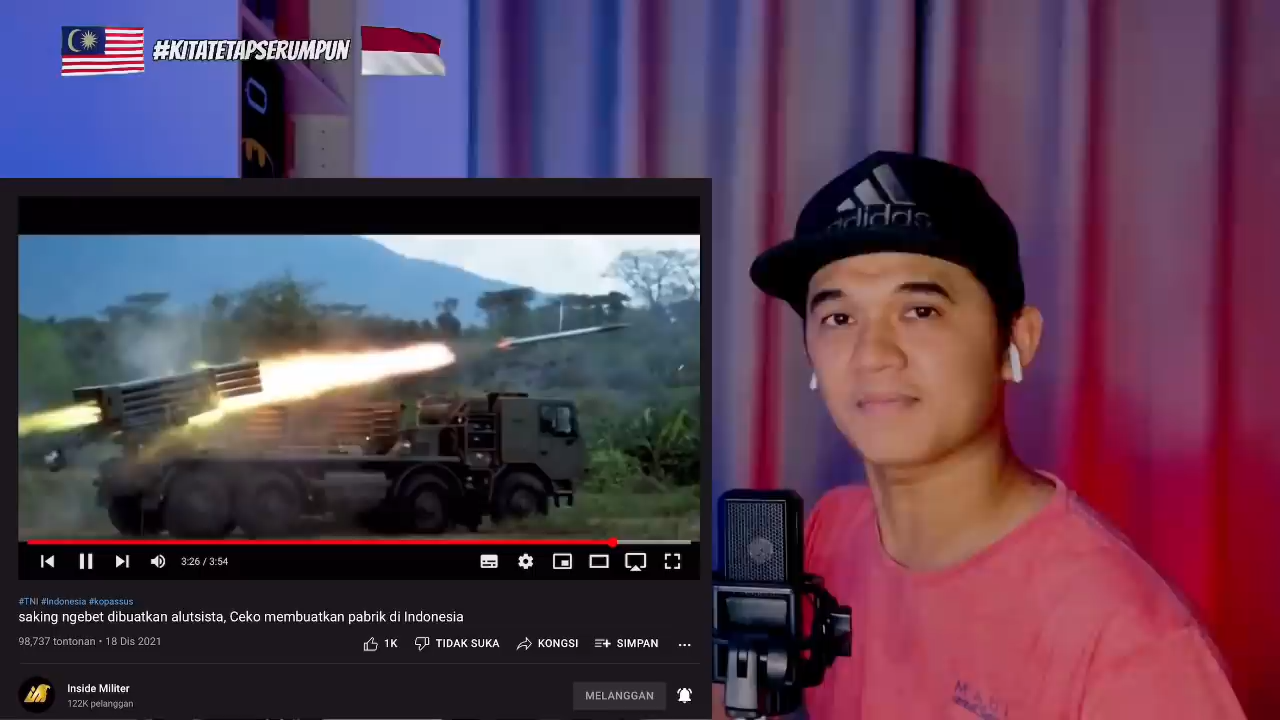 #KITATETAPSERUMPUN
adidas
3:26 / 3:54
#TNI #Indonesia #kopassus
saking ngebet dibuatkan alutsista, Ceko membuatkan pabrik di Indonesia
98,737 tontonan • 18 Dis 2021
1K
TIDAK SUKA
KONGSI
SIMPAN
Inside Militer
122K pelanggan
MELANGGAN